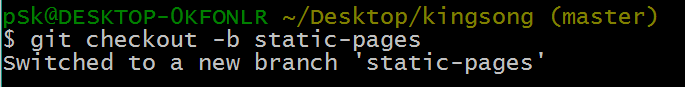 pSk@DESKTOP-0KFONLR ~/Desktop/kingsong (master)
$ git checkout -b static-pages
Switched to a new branch 'static-pages'